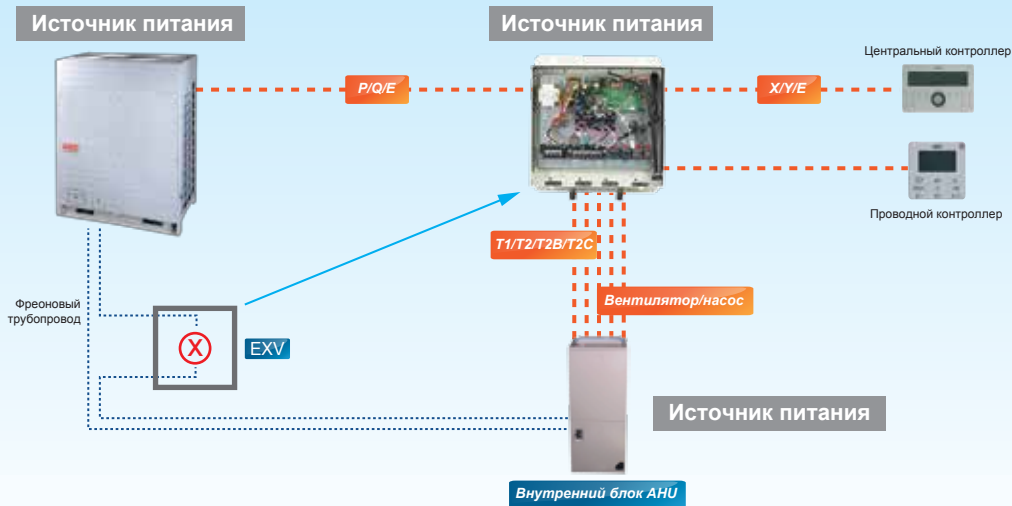 Источник питания
Источник питания
Центральный контроллер
P/Q/E
X/Y/E
Проводной контроллер
T1/T2/T2B/T2C
Вентилятор/насос
Фреоновый
трубопровод
X
EXV
Источник питания
Внутренний блок AHU